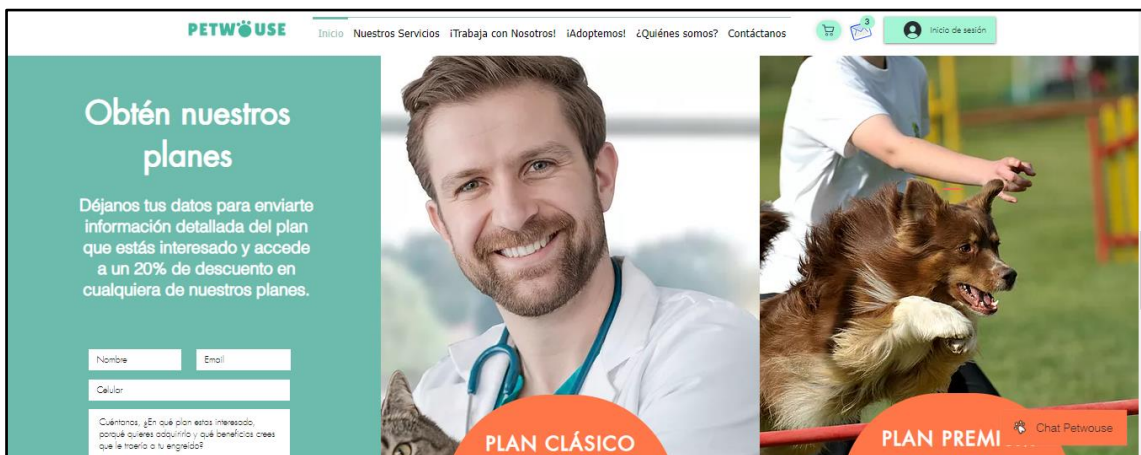 PETWOUSE
Inicio Nuestros Servicios ¡Trabaja con Nosotros! ¡Adoptemos! ¿Quiénes somos? Contáctanos
3
Inicio de sesión
Obtén nuestros
planes
Déjanos tus datos para enviarte
información detallada del plan
que estás interesado y accede
a un 20% de descuento en
cualquiera de nuestros planes.
Nombre
Email
Celular
Cuéntanos, ¿En qué plan estas interesado,
porqué quieres adquirirlo y qué beneficios crees
que le traería a tu engreído?
PLAN CLÁSICO
PLAN PREMI
Chat Petwouse